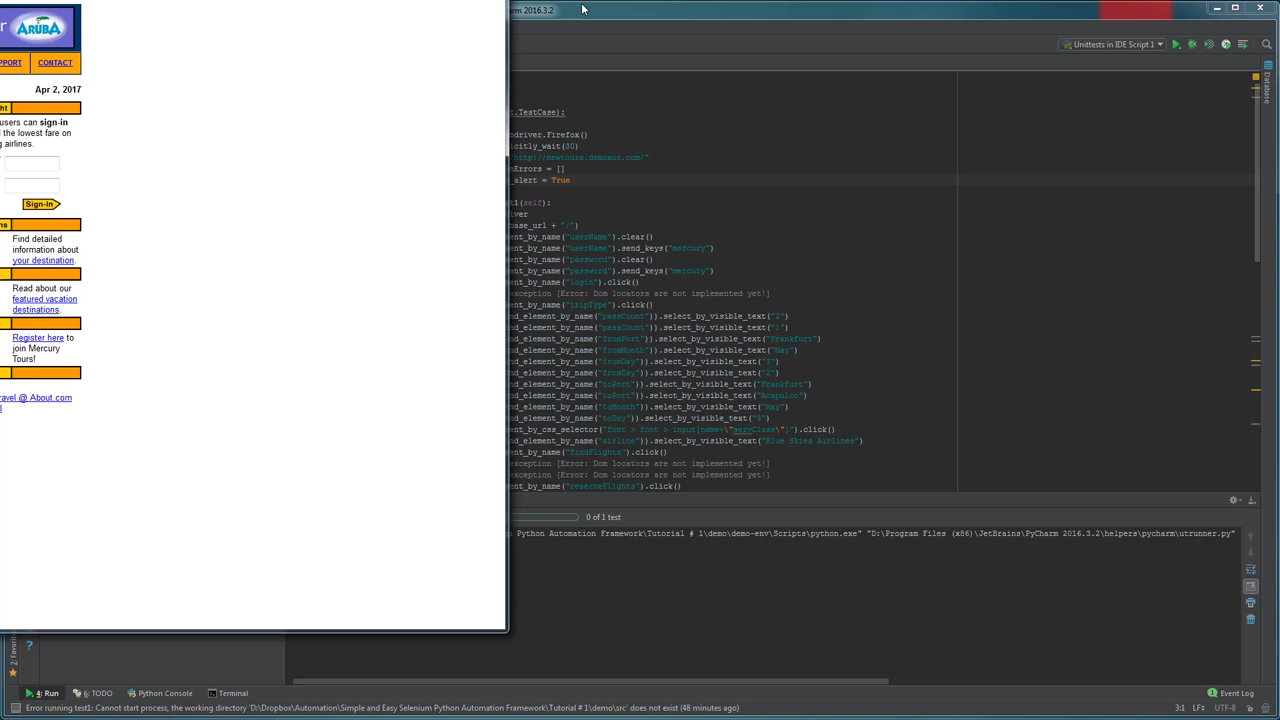 r ARUBA
PPORT CONTACT
Apr 2, 2017
ht
users can sign-in
the lowest fare on
g airlines.
Sign-In
ns
Find detailed
information about
your destination.
Read about our
featured vacation
destinations.
Register here to
join Mercury
Tours!
ravel @ About.com
rm 2016.3.2
Unittests in IDE Script 1
Database
t.TestCase):
bdriver.Firefox()
icitly_wait(30)
"http://newtours.demoaut.com/"
nErrors = []
_alert = True
t1(self):
iver
base_url + "/")
ent_by_name("userName").clear()
ent_by_name("userName").send_keys("mercury")
ent_by_name("password").clear()
ent_by_name("password").send_keys("mercury")
ent_by_name("login").click()
exception [Error: Dom locators are not implemented yet!]
ent_by_name("tripType").click()
nd_element_by_name("passCount")).select_by_visible_text("2")
nd_element_by_name("passCount")).select_by_visible_text("1")
nd_element_by_name("fromPort")).select_by_visible_text("Frankfurt")
nd_element_by_name("fromMonth")).select_by_visible_text("May")
nd_element_by_name("fromDay")).select_by_visible_text("3")
nd_element_by_name("fromDay")).select_by_visible_text("2")
nd_element_by_name("toPort")).select_by_visible_text("Frankfurt")
nd_element_by_name("toPort")).select_by_visible_text("Acapulco")
nd_element_by_name("toMonth")).select_by_visible_text("May")
nd_element_by_name("toDay")).select_by_visible_text("3")
ent_by_css_selector("font > font > input[name=\"servClass\"]").click()
nd_element_by_name("airline")).select_by_visible_text("Blue Skies Airlines")
ent_by_name("findFlights").click()
exception [Error: Dom locators are not implemented yet!]
exception [Error: Dom locators are not implemented yet!]
ent_by_name("reserveFlights").click()
0 of 1 test
Python Automation Framework\Tutorial # 1\demo\demo-env\Scripts\python.exe" "D:\Program Files (x86)\JetBrains\PyCharm 2016.3.2\helpers\pycharm\utrunner.py"
2: Favorites
?
4: Run 6: TODO Python Console Terminal Event Log
Error running test1: Cannot start process, the working directory 'D:\Dropbox\Automation\Simple and Easy Selenium Python Automation Framework\Tutorial # 1\demo\src' does not exist (48 minutes ago) 3:1 LF÷ UTF-8